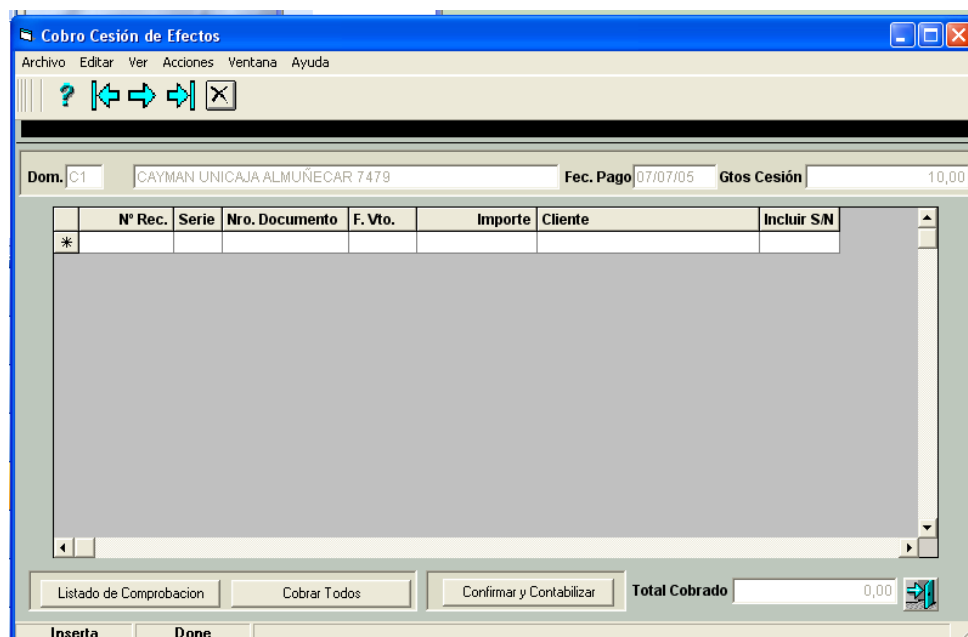 Cobro Cesión de Efectos
Archivo Editar Ver Acciones Ventana Ayuda
Dom. C1 CAYMAN UNICAJA ALMUÑECAR 7479 Fec. Pago 07/07/05 Gtos Cesión 10,00
Nº Rec. Serie Nro. Documento F. Vto. Importe Cliente Incluir S/N
Listado de Comprobacion Cobrar Todos Confirmar y Contabilizar Total Cobrado 0,00
Inserta Done